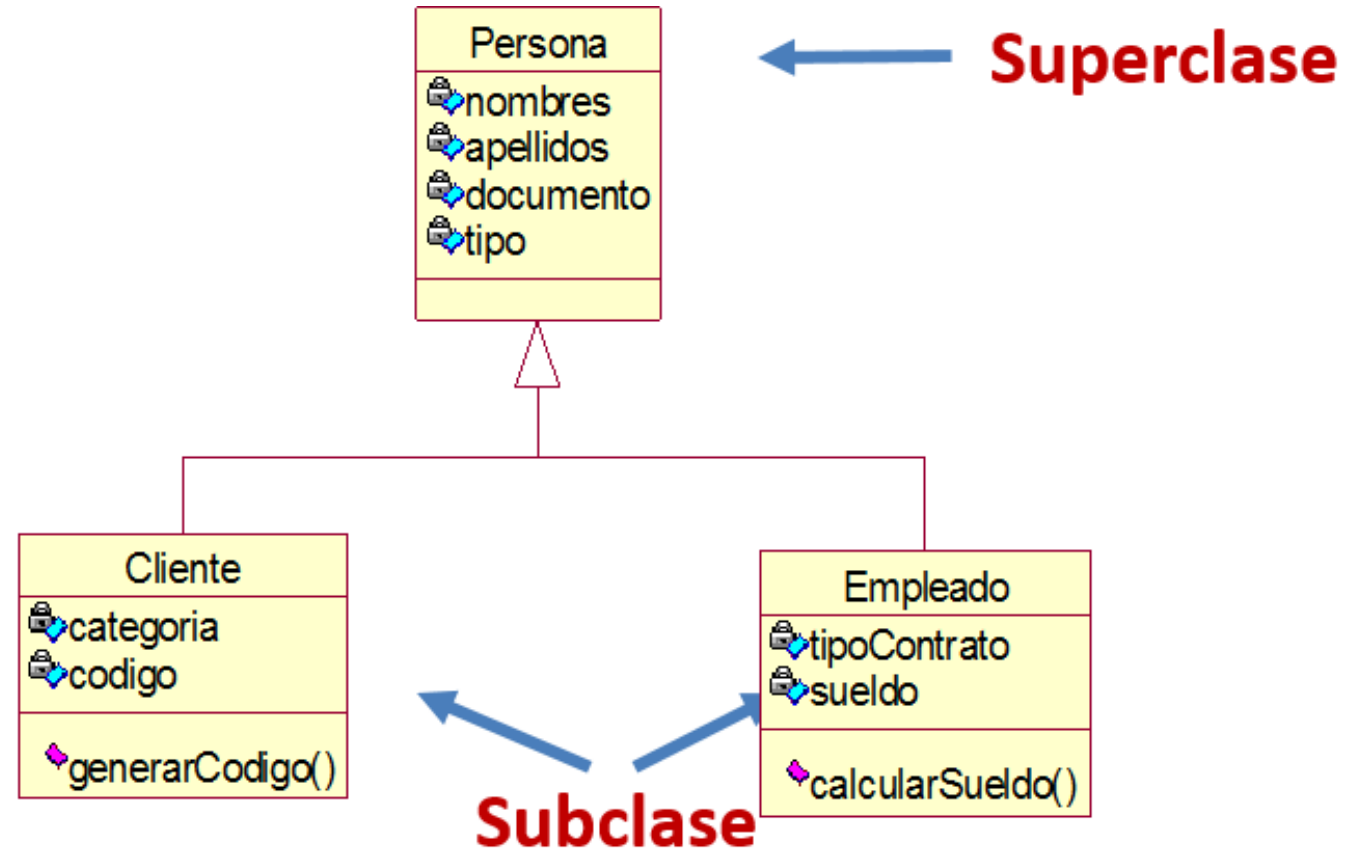 Persona
Superclase
nombres
apellidos
documento
tipo
Cliente
categoria
codigo
generarCodigo()
Empleado
tipoContrato
sueldo
calcularSueldo()
Subclase